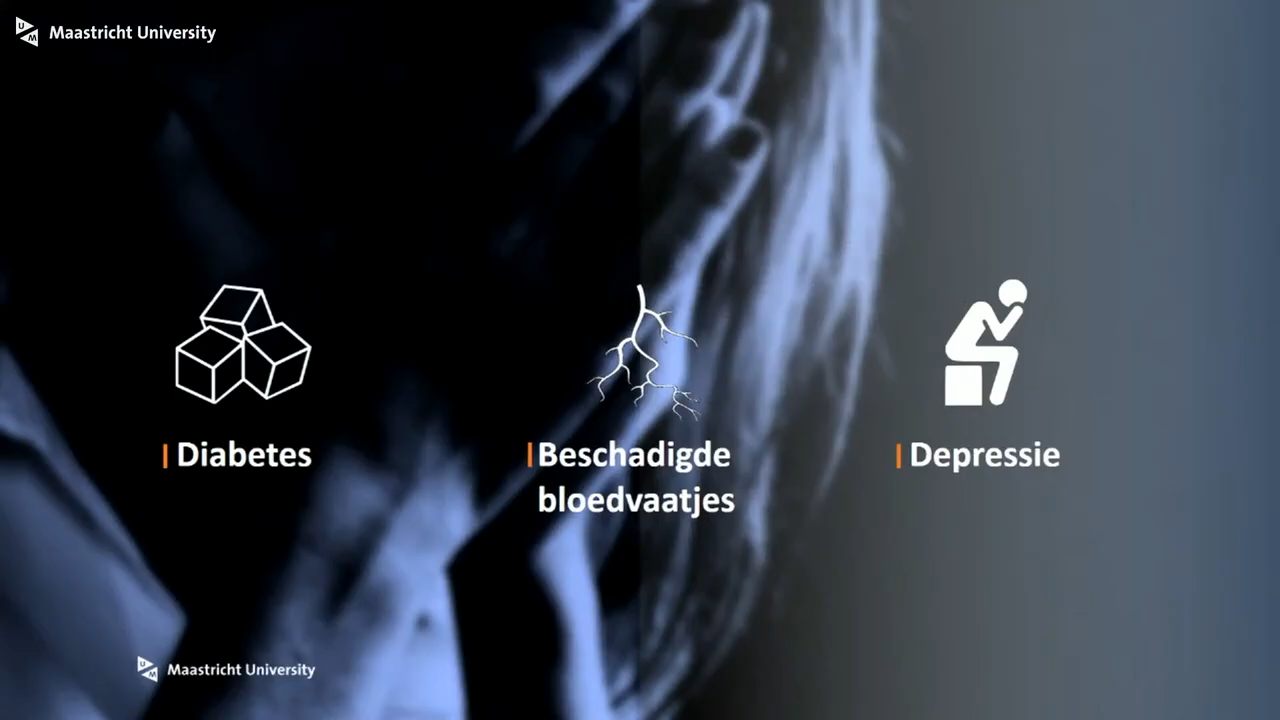 Maastricht University
Diabetes
Beschadigde
bloedvaatjes
Depressie
Maastricht University